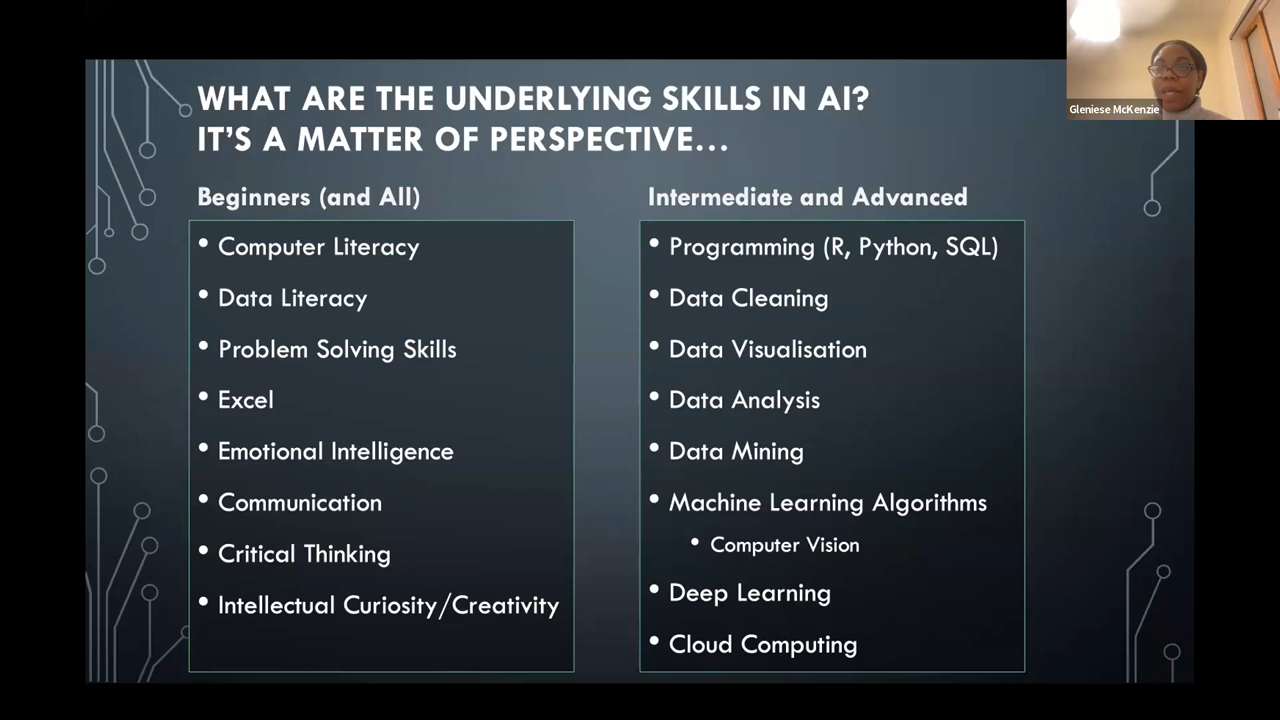 WHAT ARE THE UNDERLYING SKILLS IN AI?
IT'S A MATTER OF PERSPECTIVE...
Beginners (and All)
• Computer Literacy
• Data Literacy
• Problem Solving Skills
• Excel
• Emotional Intelligence
• Communication
• Critical Thinking
• Intellectual Curiosity/Creativity
Intermediate and Advanced
• Programming (R, Python, SQL)
• Data Cleaning
• Data Visualisation
• Data Analysis
• Data Mining
• Machine Learning Algorithms
• Computer Vision
• Deep Learning
• Cloud Computing
Gleniese McKenzie